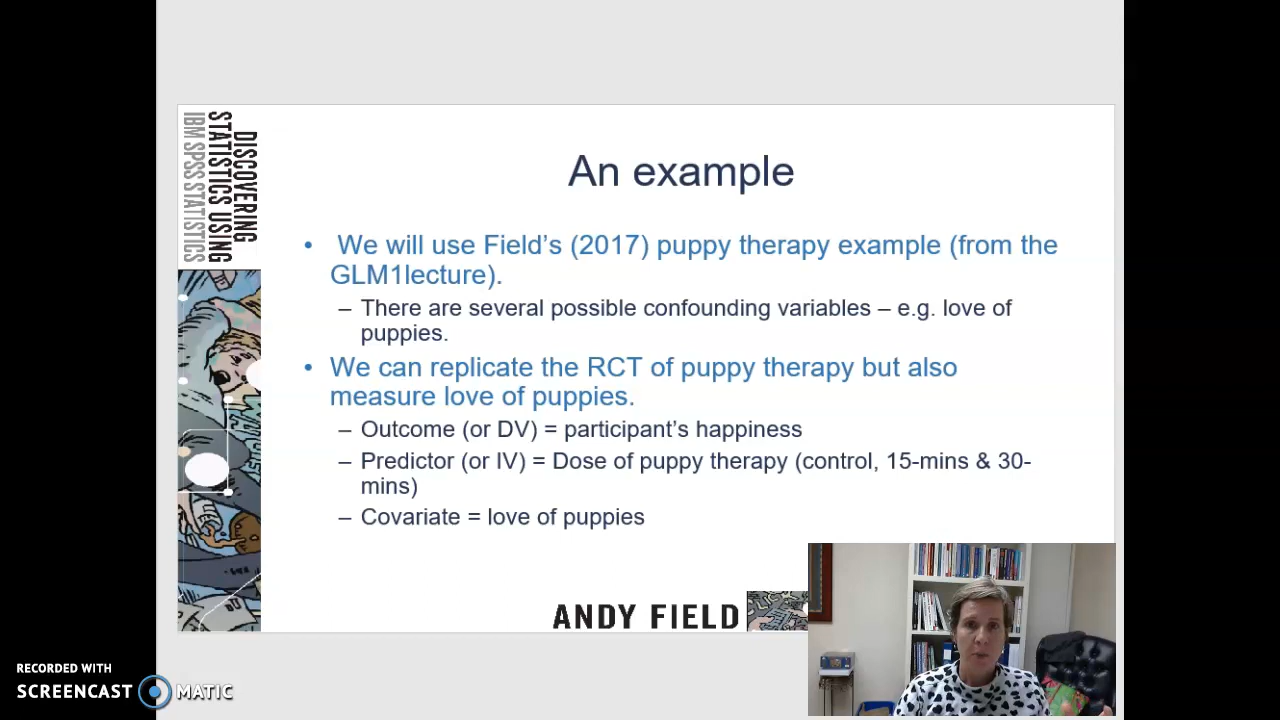 DISCOVERING
STATISTICS USING
IBM SPSS STATISTICS
An example
• We will use Field’s (2017) puppy therapy example (from the
GLM1lecture).
– There are several possible confounding variables – e.g. love of
puppies.
• We can replicate the RCT of puppy therapy but also
measure love of puppies.
– Outcome (or DV) = participant’s happiness
– Predictor (or IV) = Dose of puppy therapy (control, 15-mins & 30-
mins)
– Covariate = love of puppies
ANDY FIELD
RECORDED WITH
SCREENCAST MATIC